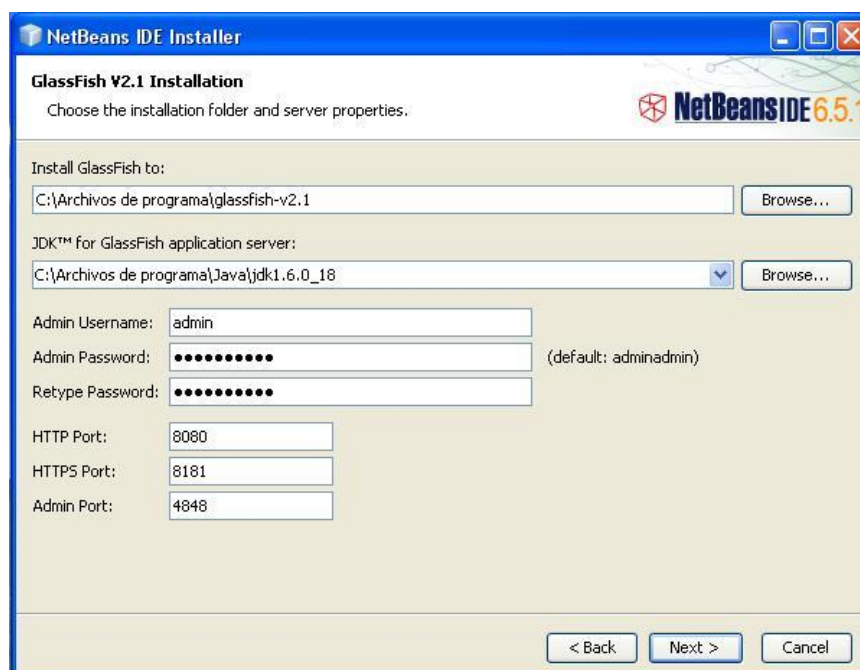 NetBeans IDE Installer
GlassFish V2.1 Installation
Choose the installation folder and server properties.
NetBeans IDE 6.5.1
Install GlassFish to:
C:\Archivos de programa\glassfish-v2.1 Browse...
JDK™ for GlassFish application server:
C:\Archivos de programa\Java\jdk1.6.0_18 Browse...
Admin Username: admin
Admin Password: •••••••••• (default: adminadmin)
Retype Password: ••••••••••
HTTP Port: 8080
HTTPS Port: 8181
Admin Port: 4848
< Back Next > Cancel